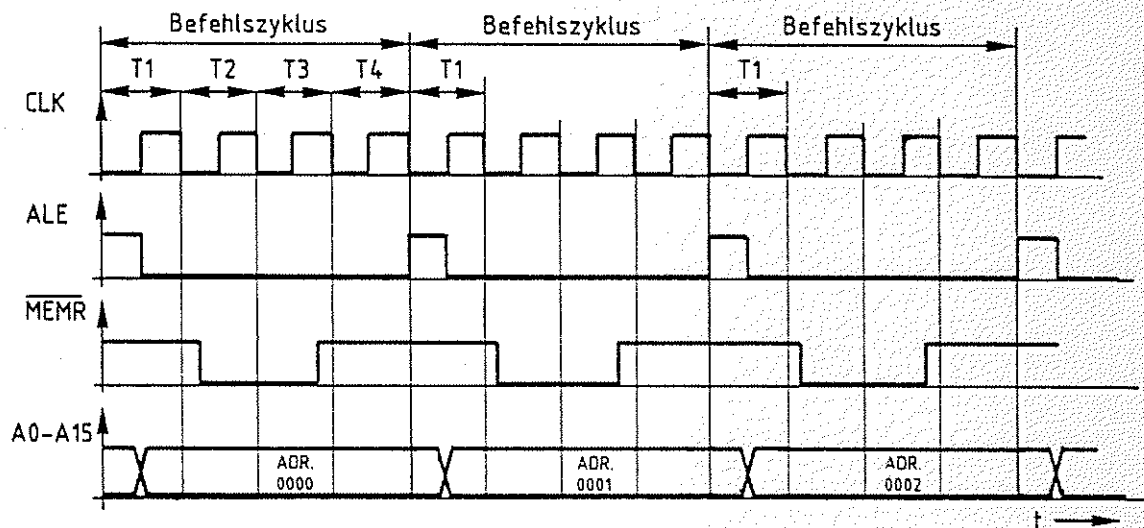 Befehlszyklus Befehlszyklus Befehlszyklus
T1 T2 T3 T4 T1 T1
CLK
ALE
MEMR
A0-A15
ADR. ADR. ADR.
0000 0001 0002
t